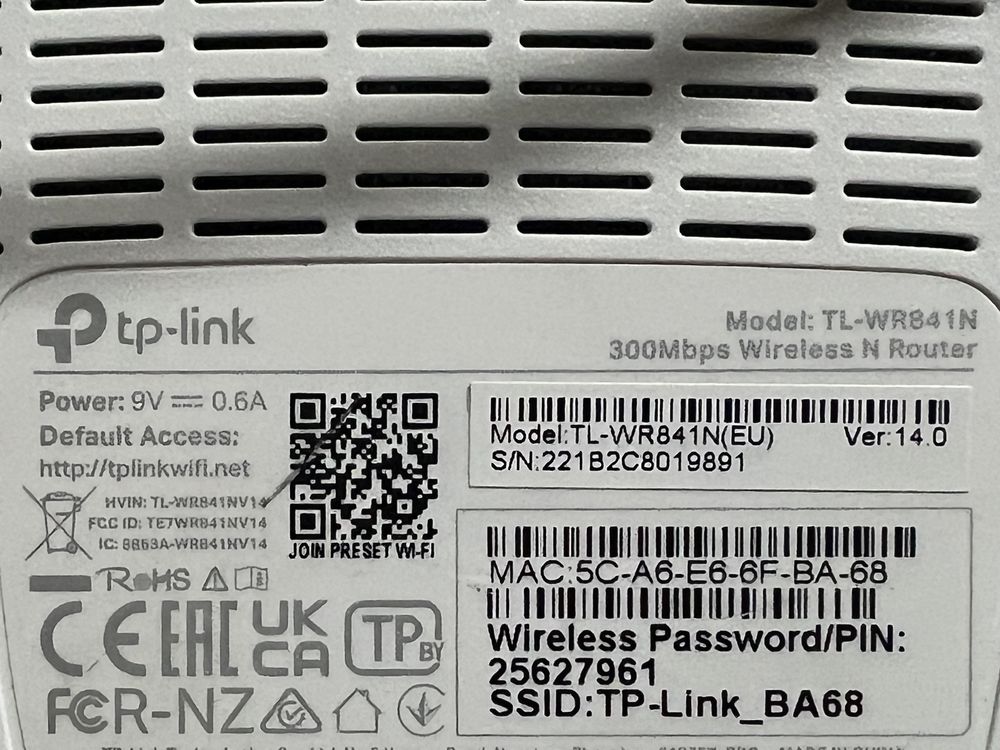 tp-link
Model: TL-WR841N
300Mbps Wireless N Router
Power: 9V 0.6A
Default Access:
http://tplinkwifi.net
HVIN: TL-WR841NV14
FCC ID: TE7WR841NV14
IC: 8853A-WR841NV14
JOIN PRESET WI-FI
RoHS
CE EAC UK CA TP BY
FC R-NZ
Model:TL-WR841N(EU) Ver:14.0
S/N:221B2C8019891
MAC:5C-A6-E6-6F-BA-68
Wireless Password/PIN:
25627961
SSID:TP-Link_BA68